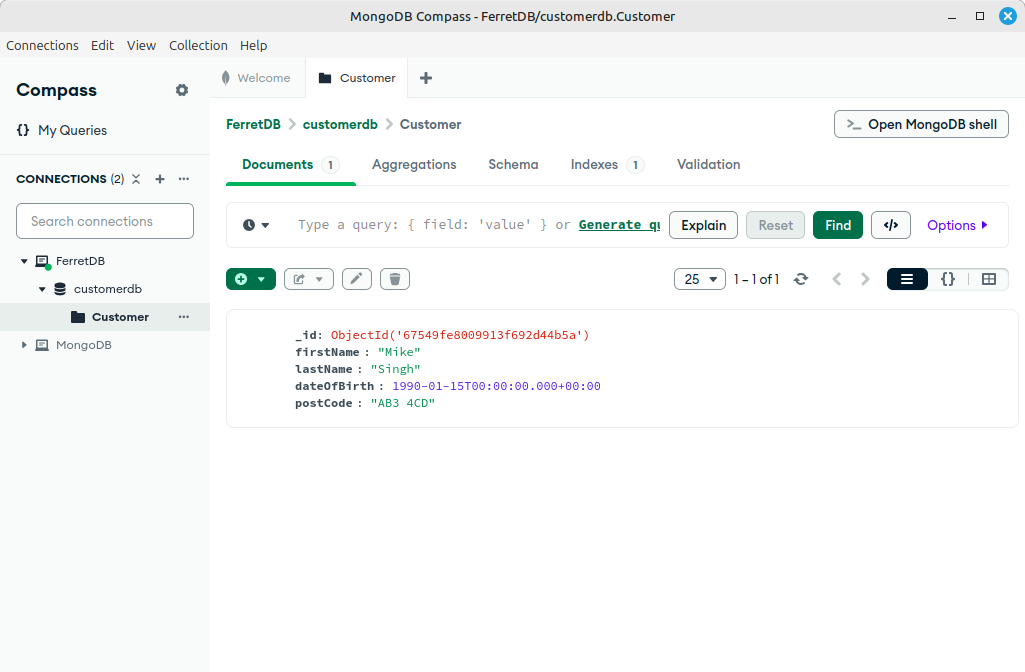 MongoDB Compass - FerretDB/customerdb.Customer
Connections Edit View Collection Help
Compass
My Queries
CONNECTIONS (2)
Search connections
FerretDB
customerdb
Customer
MongoDB
Welcome Customer
FerretDB > customerdb > Customer
>_ Open MongoDB shell
Documents 1 Aggregations Schema Indexes 1 Validation
Type a query: { field: 'value' } or Generate qu Explain Reset Find </> Options
25 1 – 1 of 1 {}
_id: ObjectId('67549fe8009913f692d44b5a')
firstName : "Mike"
lastName : "Singh"
dateOfBirth : 1990-01-15T00:00:00.000+00:00
postCode : "AB3 4CD"